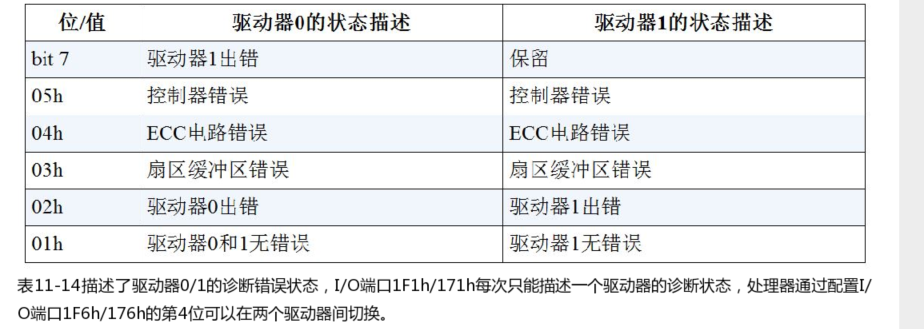 位/值 驱动器0的状态描述 驱动器1的状态描述
bit 7 驱动器1出错 保留
05h 控制器错误 控制器错误
04h ECC电路错误 ECC电路错误
03h 扇区缓冲区错误 扇区缓冲区错误
02h 驱动器0出错 驱动器1出错
01h 驱动器0和1无错误 驱动器1无错误
表11-14描述了驱动器0/1的诊断错误状态，I/O端口1F1h/171h每次只能描述一个驱动器的诊断状态，处理器通过配置I/
O端口1F6h/176h的第4位可以在两个驱动器间切换。